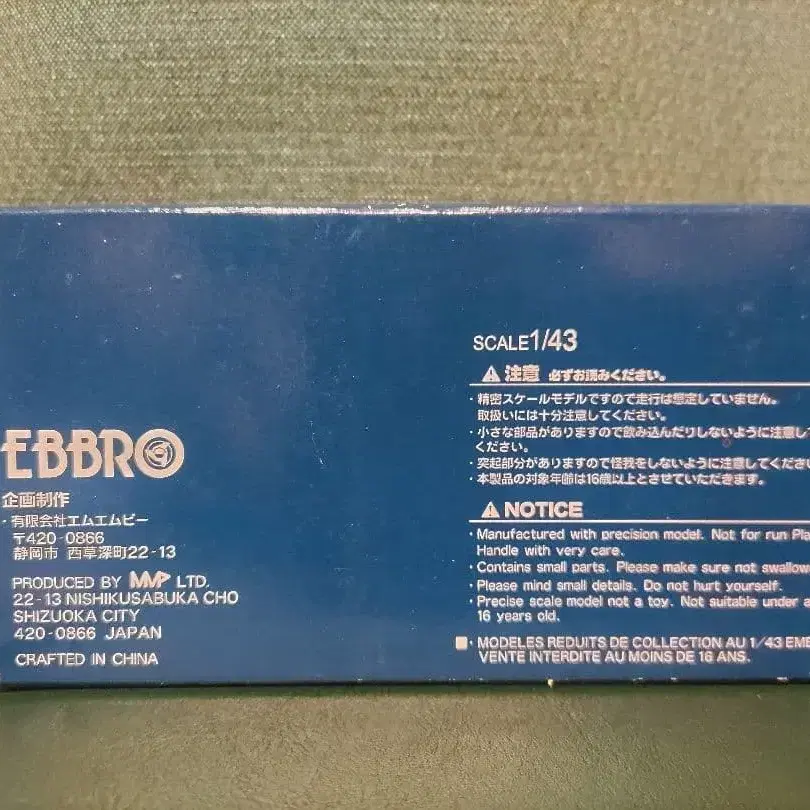 EBBRO
企画制作
・有限会社エムエムピー
〒420-0866
静岡市 西草深町22-13
PRODUCED BY MMP LTD.
22-13 NISHIKUSABUKA CHO
SHIZUOKA CITY
420-0866 JAPAN
CRAFTED IN CHINA
SCALE 1/43
注意 必ずお読みください。
・精密スケールモデルですので走行は想定していません。
取扱いには十分注意してください。
・小さな部品がありますので飲み込んだりしないように注意して
ください。
・突起部分がありますので怪我をしないように注意してくださ
・本製品の対象年齢は16歳以上とさせていただきます。
NOTICE
・Manufactured with precision model. Not for run Pla
Handle with very care.
・Contains small parts. Please make sure not swallow
・Please mind small details. Do not hurt yourself.
・Precise scale model not a toy. Not suitable under a
16 years old.
・MODELES REDUITS DE COLLECTION AU 1/43 EME
VENTE INTERDITE AU MOINS DE 16 ANS.